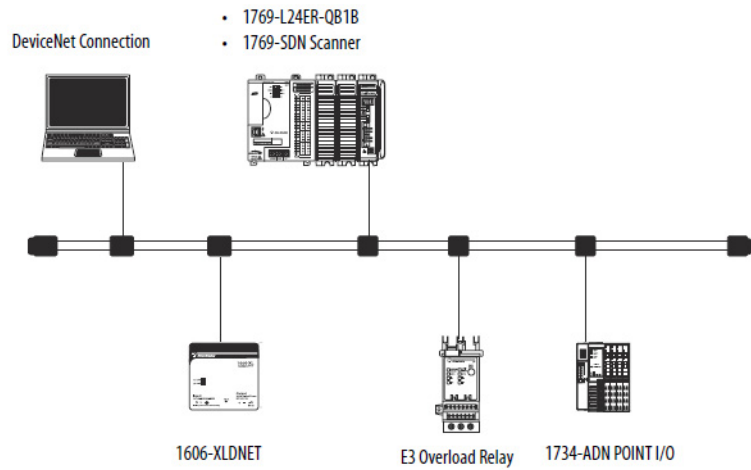 • 1769-L24ER-QB1B
DeviceNet Connection
• 1769-SDN Scanner
1606-XLDNET
E3 Overload Relay
1734-ADN POINT I/O